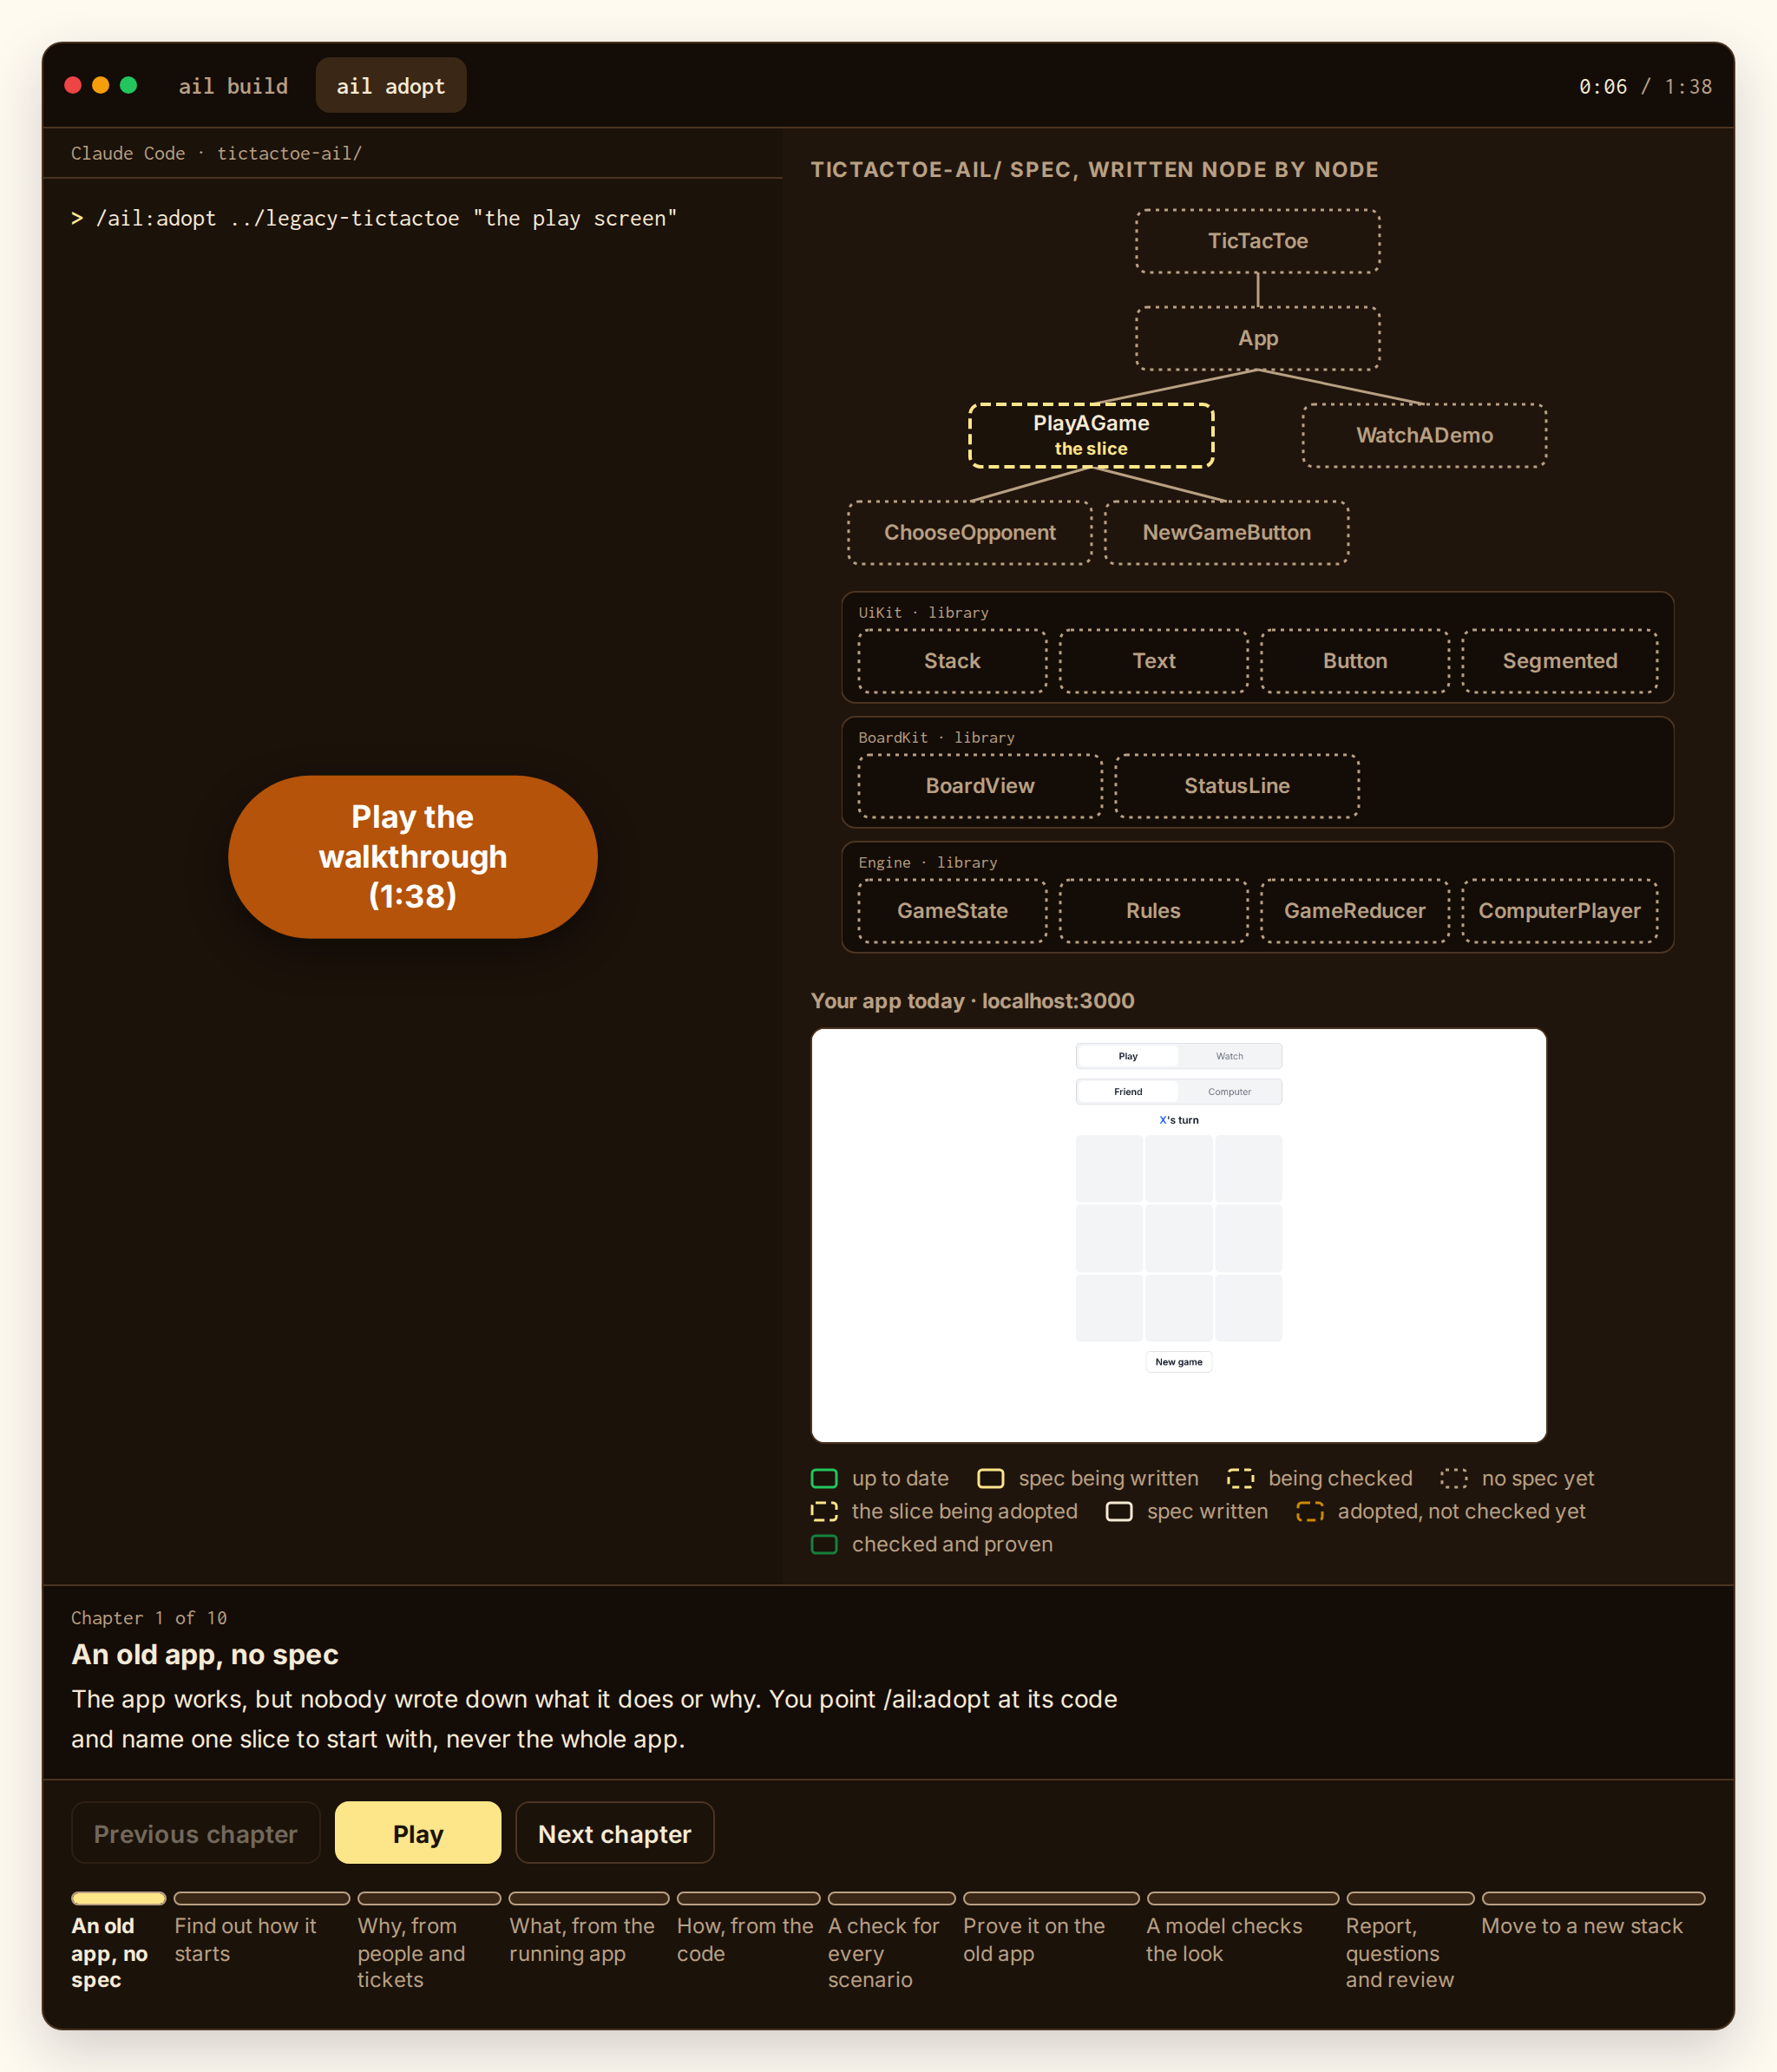 ail build
ail adopt
0:06 / 1:38
Claude Code · tictactoe-ail/
> /ail:adopt ../legacy-tictactoe "the play screen"
Play the
walkthrough
(1:38)
TICTACTOE-AIL/ SPEC, WRITTEN NODE BY NODE
TicTacToe
App
PlayAGame
the slice
WatchADemo
ChooseOpponent
NewGameButton
UiKit · library
Stack
Text
Button
Segmented
BoardKit · library
BoardView
StatusLine
Engine · library
GameState
Rules
GameReducer
ComputerPlayer
Your app today · localhost:3000
Play
Watch
Friend
Computer
X's turn
New game
up to date
spec being written
being checked
no spec yet
the slice being adopted
spec written
adopted, not checked yet
checked and proven
Chapter 1 of 10
An old app, no spec
The app works, but nobody wrote down what it does or why. You point /ail:adopt at its code
and name one slice to start with, never the whole app.
Previous chapter
Play
Next chapter
An old
app, no
spec
Find out how it
starts
Why, from
people and
tickets
What, from the
running app
How, from the
code
A check for
every
scenario
Prove it on the
old app
A model checks
the look
Report,
questions
and review
Move to a new stack